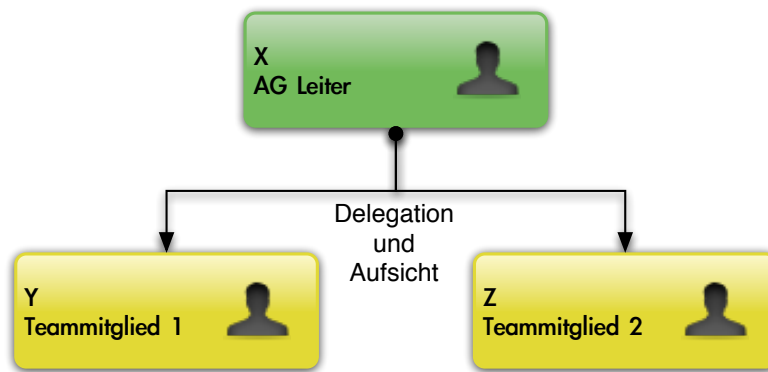 X
AG Leiter
Delegation
und
Aufsicht
Y
Teammitglied 1
Z
Teammitglied 2